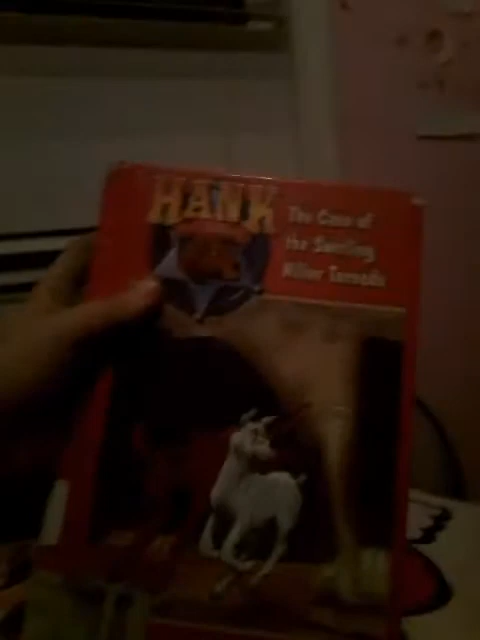 HANK
The Case of
the Swirling
Killer Tornado